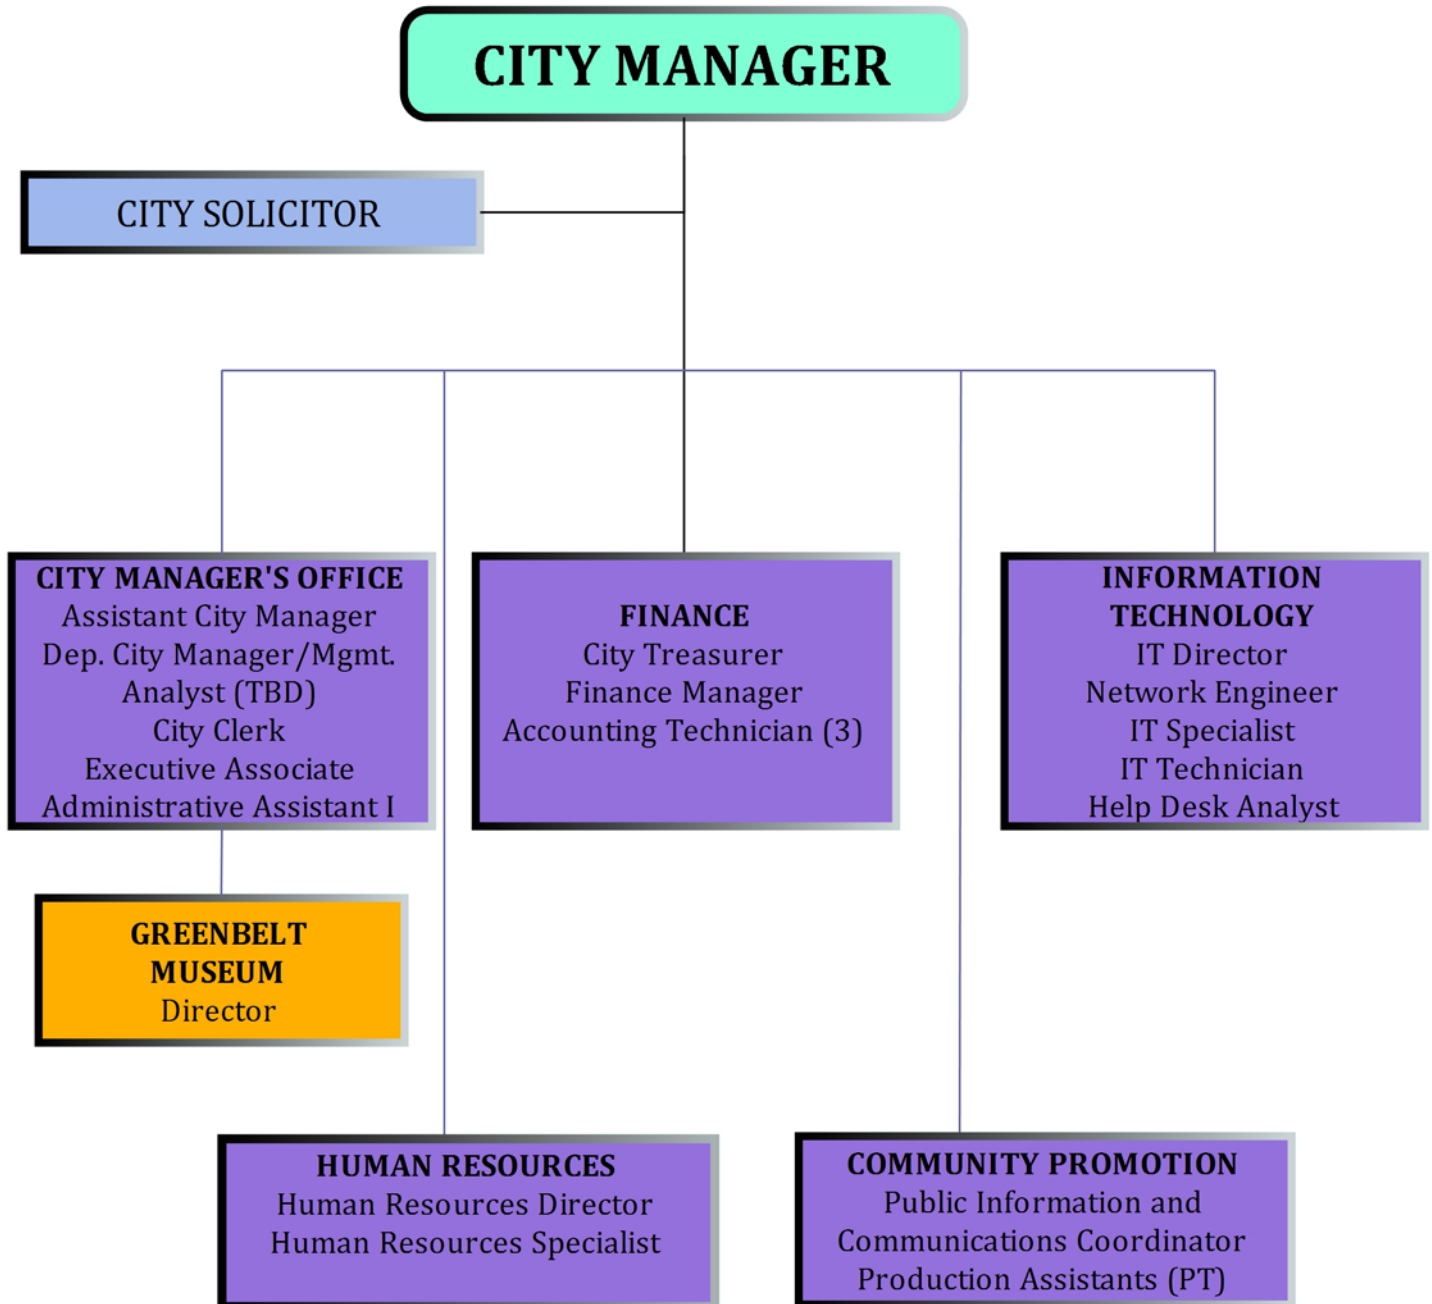 CITY MANAGER
CITY SOLICITOR
CITY MANAGER'S OFFICE
Assistant City Manager
Dep. City Manager/Mgmt.
Analyst (TBD)
City Clerk
Executive Associate
Administrative Assistant I
FINANCE
City Treasurer
Finance Manager
Accounting Technician (3)
INFORMATION
TECHNOLOGY
IT Director
Network Engineer
IT Specialist
IT Technician
Help Desk Analyst
GREENBELT
MUSEUM
Director
HUMAN RESOURCES
Human Resources Director
Human Resources Specialist
COMMUNITY PROMOTION
Public Information and
Communications Coordinator
Production Assistants (PT)